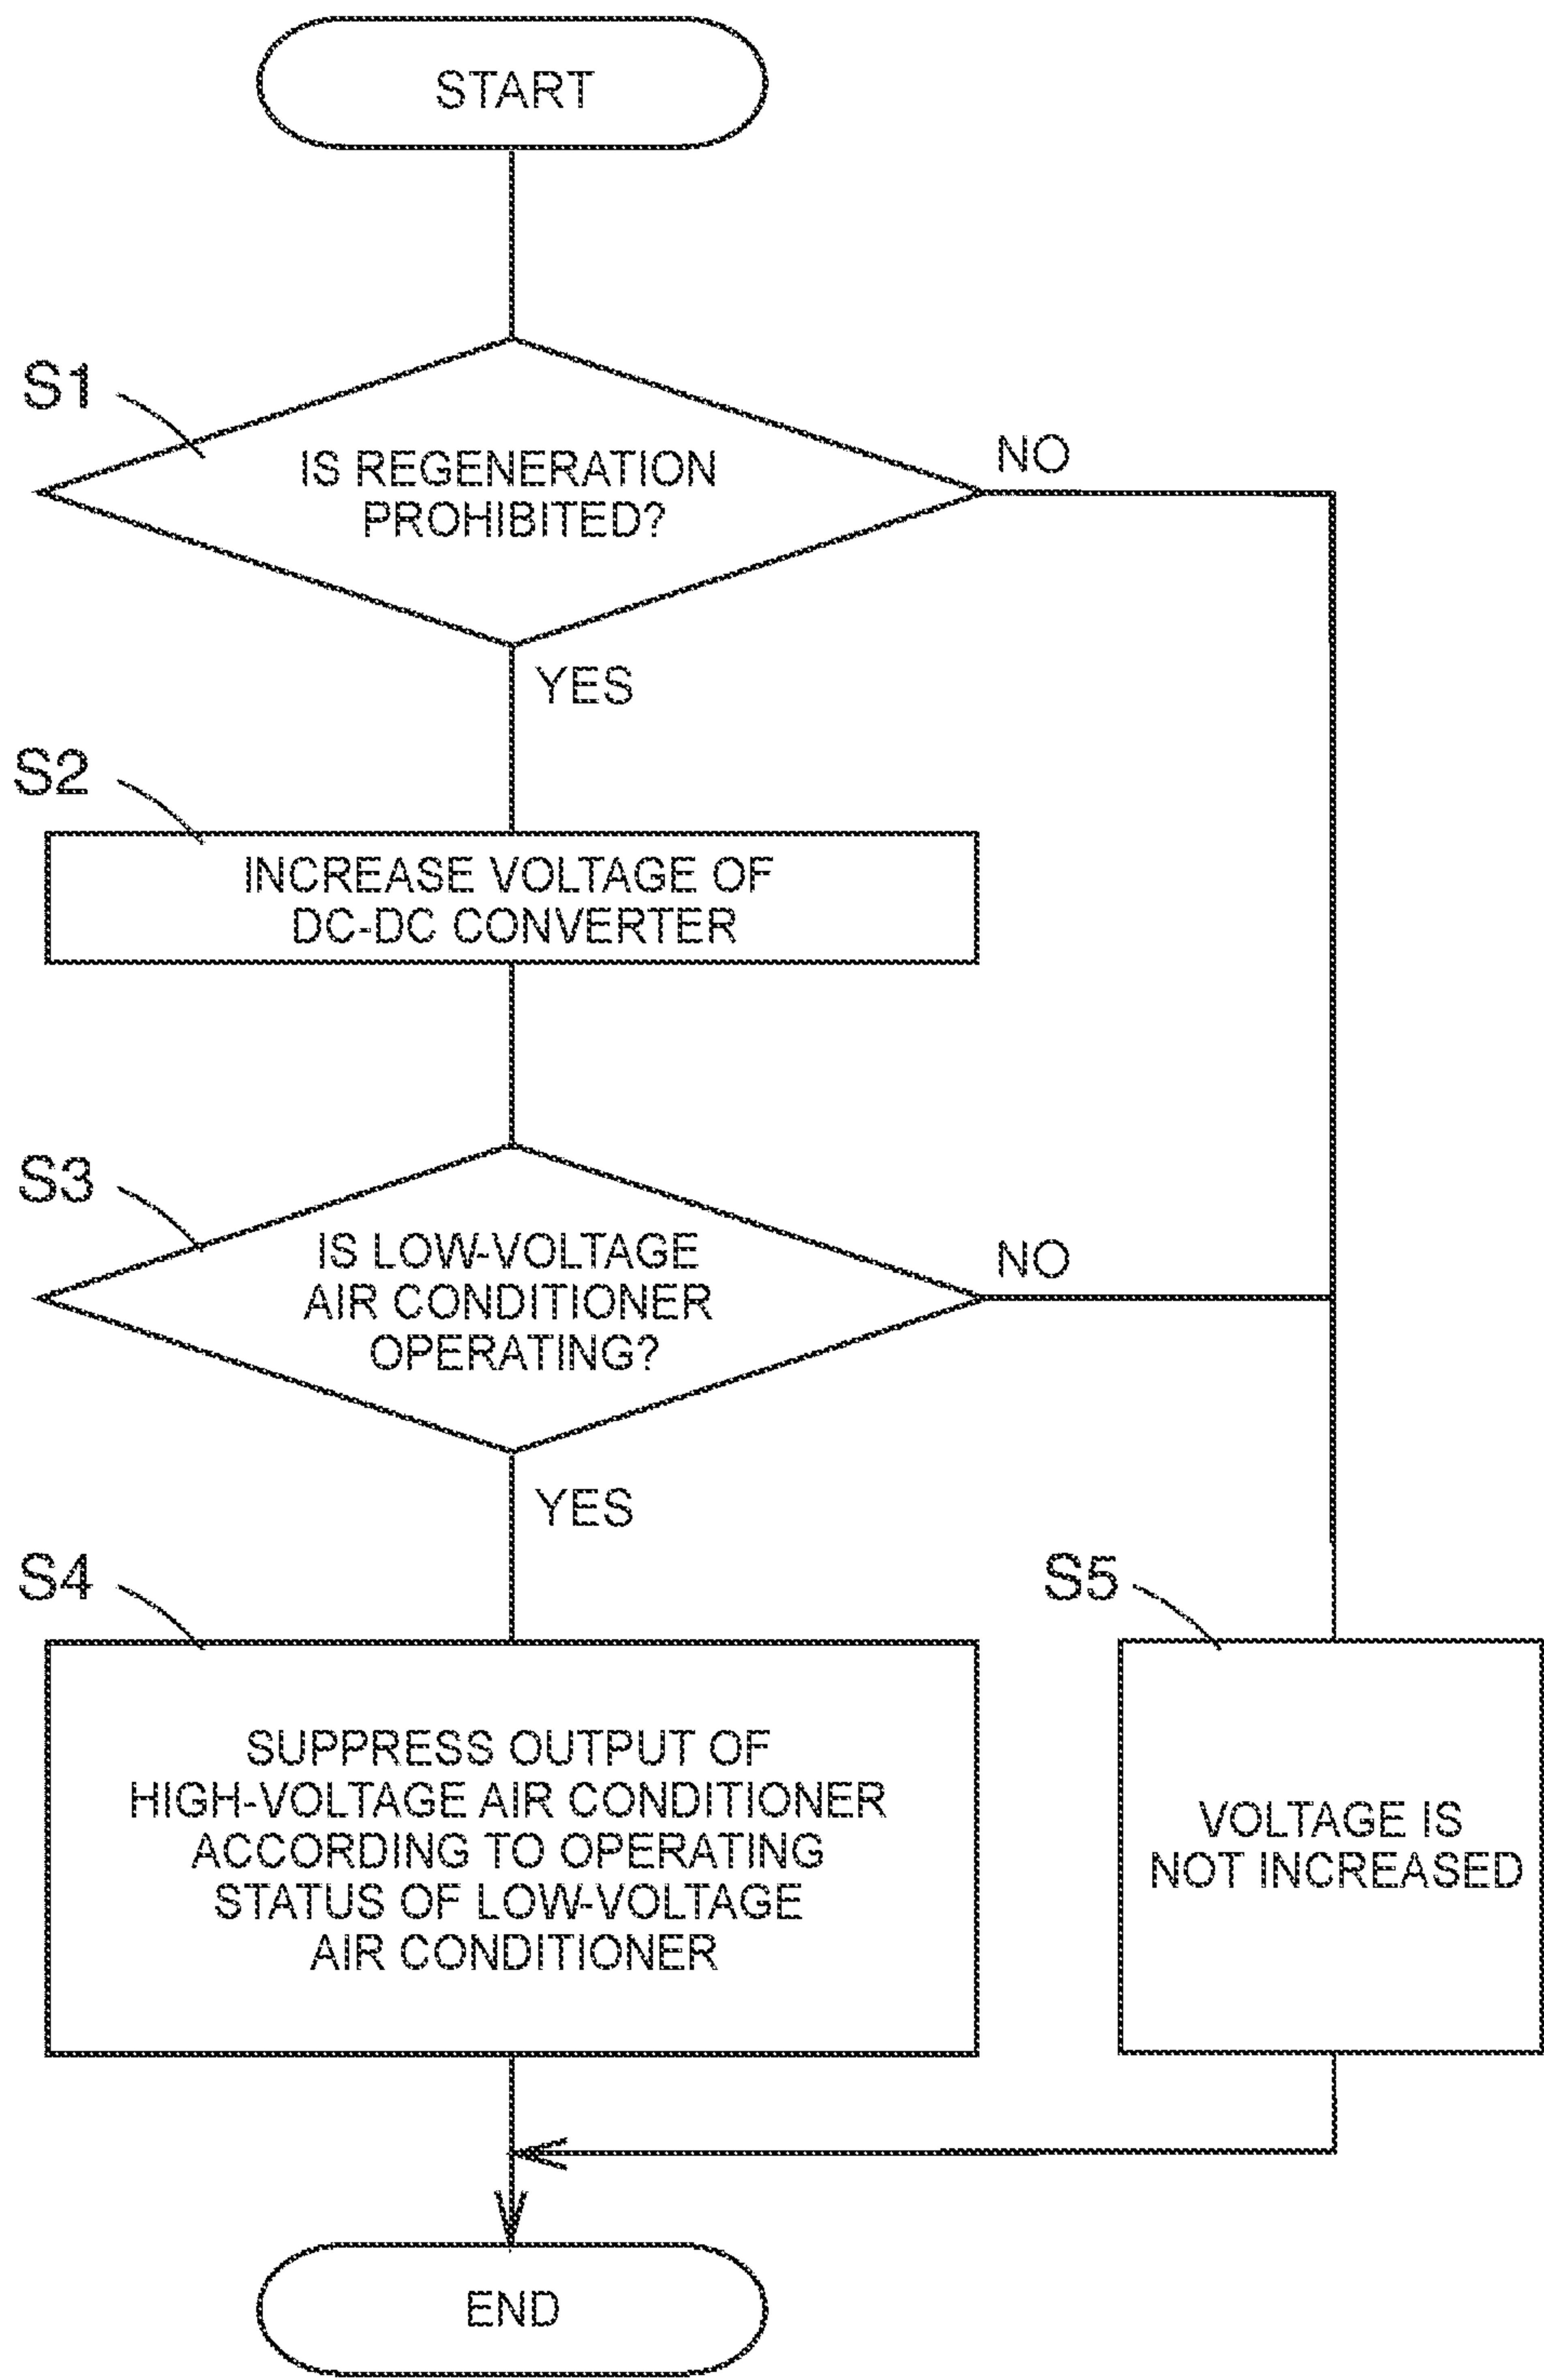 START
S1
IS REGENERATION
PROHIBITED?
NO
YES
S2
INCREASE VOLTAGE OF
DC-DC CONVERTER
S3
IS LOW-VOLTAGE
AIR CONDITIONER
OPERATING?
NO
YES
S4
SUPPRESS OUTPUT OF
HIGH-VOLTAGE AIR CONDITIONER
ACCORDING TO OPERATING
STATUS OF LOW-VOLTAGE
AIR CONDITIONER
S5
VOLTAGE IS
NOT INCREASED
END